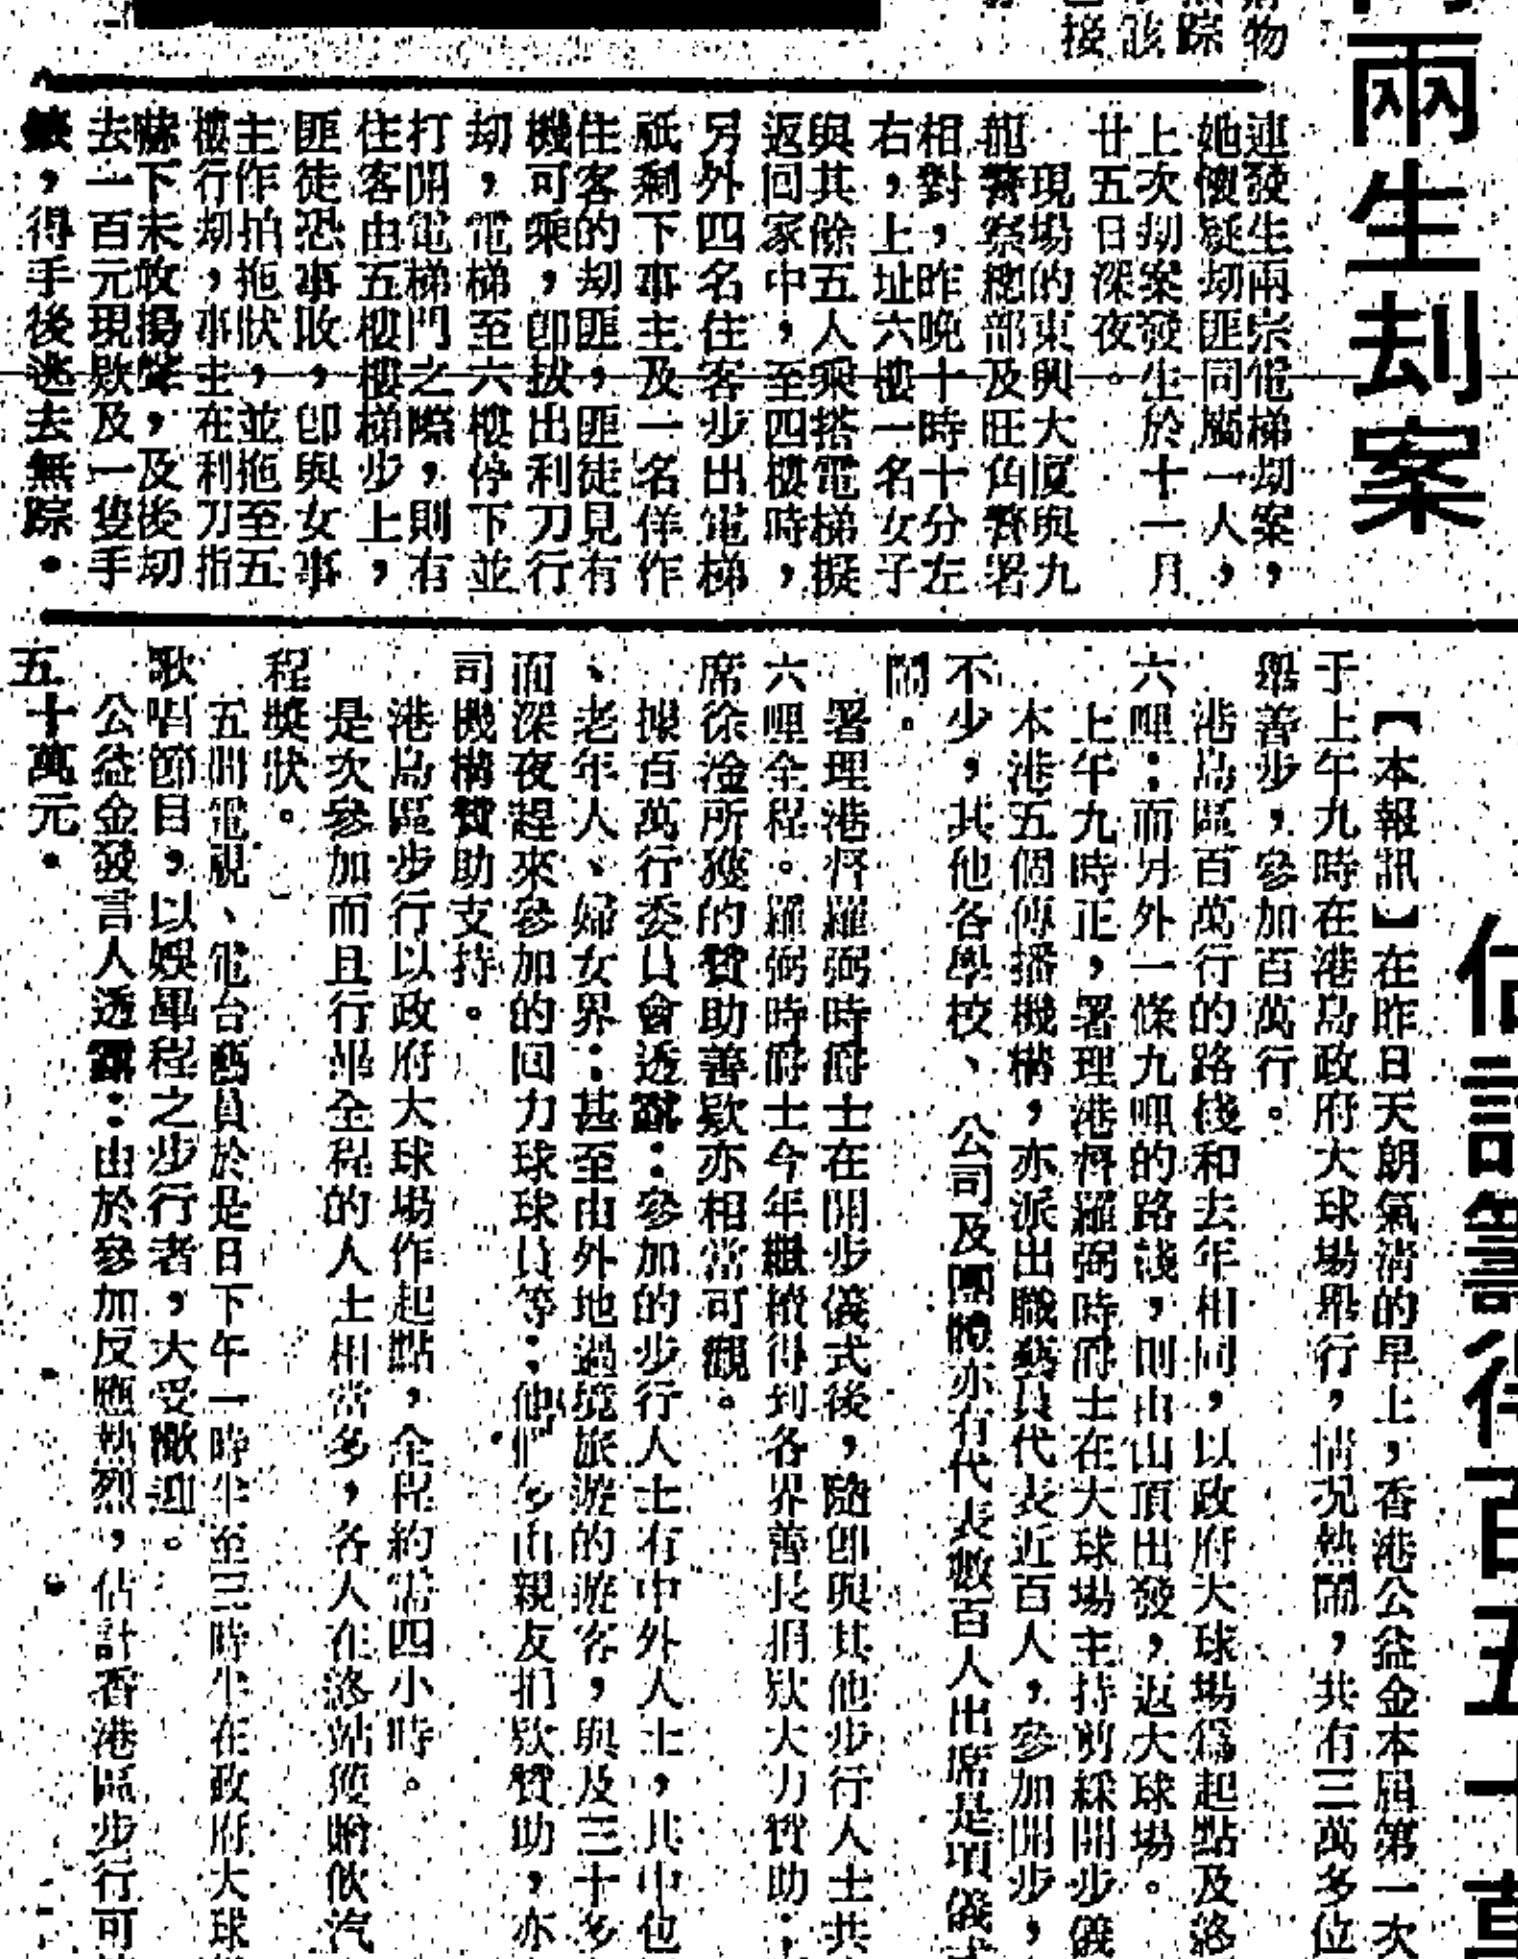 兩生刦案
連發生兩宗電梯刧案，
她懷疑刧匪同屬一人，
上次刧案發生於十一月
廿五日深夜。
現場的東興大厦與九
龍警察總部及旺角警署
相對，昨晚十時十分左
右，上址六樓一名女子
與其餘五人乘搭電梯擬
返回家中，至四樓時，
另外四名住客步出電梯
祇剩下事主及一名佯作
住客的刧匪，匪徒見有
機可乘，卽拔出利刀行
刧，電梯至六樓停下並
打開電梯門之際，則有
住客由五樓樓梯步上，
匪徒恐事敗，卽與女事
主作拍拖狀，並拖至五
樓行刧，事主在利刀指
嚇下未敢揚聲，及後刧
去一百元現欵及一隻手
錶，得手後逃去無踪．
【本報訊】在昨日天朗氣清的早上，香港公益金本屆第一次
于上午九時在港島政府大球場舉行，情况熱鬧，共有三萬多位
舉善步，參加百萬行。
港島區百萬行的路綫和去年相同，以政府大球場爲起點及終
六哩；而另外一條九哩的路綫，則由山頂出發，返大球場。
上午九時正，署理港督羅弼時爵士在大球場主持剪綵開步儀
本港五個傳播機構，亦派出職藝員代表近百人，參加開步，
不少，其他各學校、公司及團體亦有代表數百人出席是項儀式
鬧。
署理港督羅弼時爵士在開步儀式後，隨卽與其他步行人士共
六哩全程。羅弼時爵士今年繼續得到各界善長捐欵大力贊助；
席徐淦所獲的贊助善欵亦相當可觀。
據百萬行委員會透露：參加的步行人士有中外人士，其中包
、老年人、婦女界：甚至由外地過境旅遊的遊客，與及三十多
而深夜趕來參加的回力球球員等；他們多由親友捐欵贊助，亦
司機構贊助支持。
港島區步行以政府大球場作起點，全程約需四小時。
是次參加而且行畢全程的人士相當多，各人在終站獲贈飲汽
程獎狀。
五間電視、電台藝員於是日下午一時半至三時半在政府大球
歌唱節目，以娛畢程之步行者，大受歡迎。
公益金發言人透露：由於參加反應熱烈，估計香港區步行可
五十萬元．